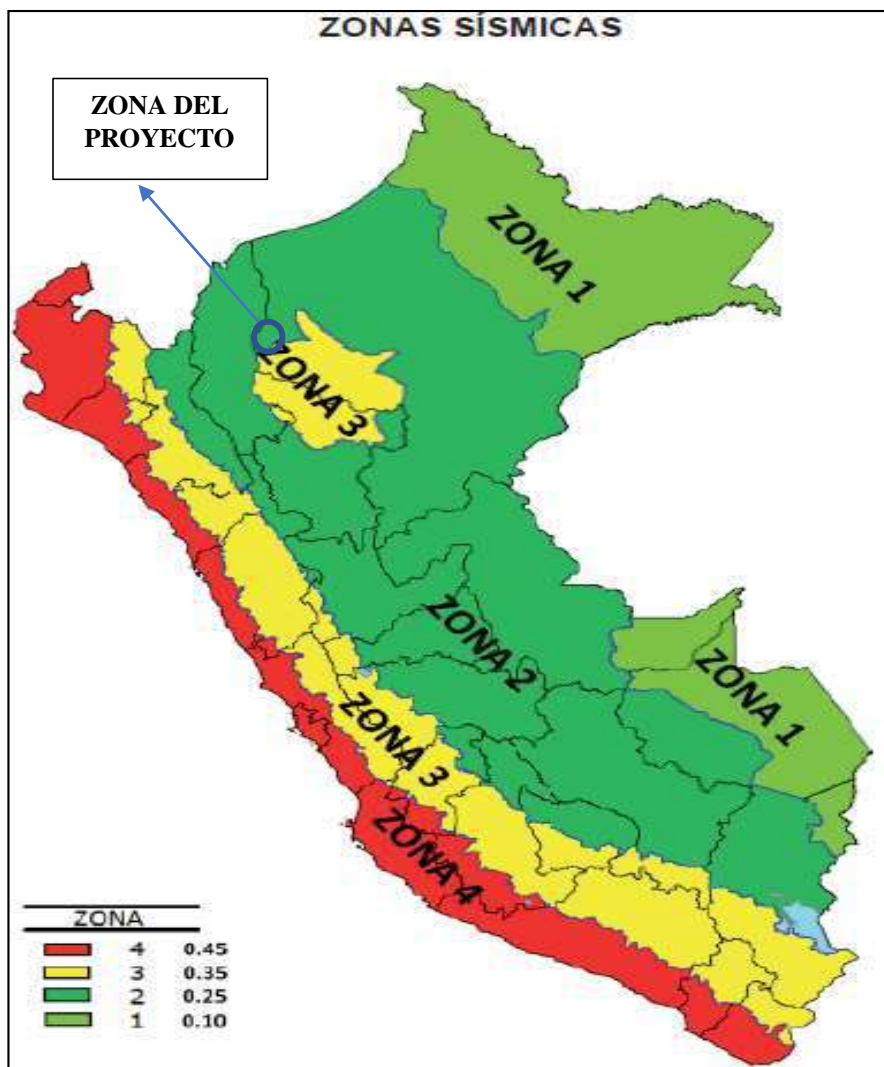 ZONAS SÍSMICAS
ZONA DEL
PROYECTO
ZONA 1
ZONA 3
ZONA 2
ZONA 1
ZONA 3
ZONA 4
ZONA
4 0.45
3 0.35
2 0.25
1 0.10